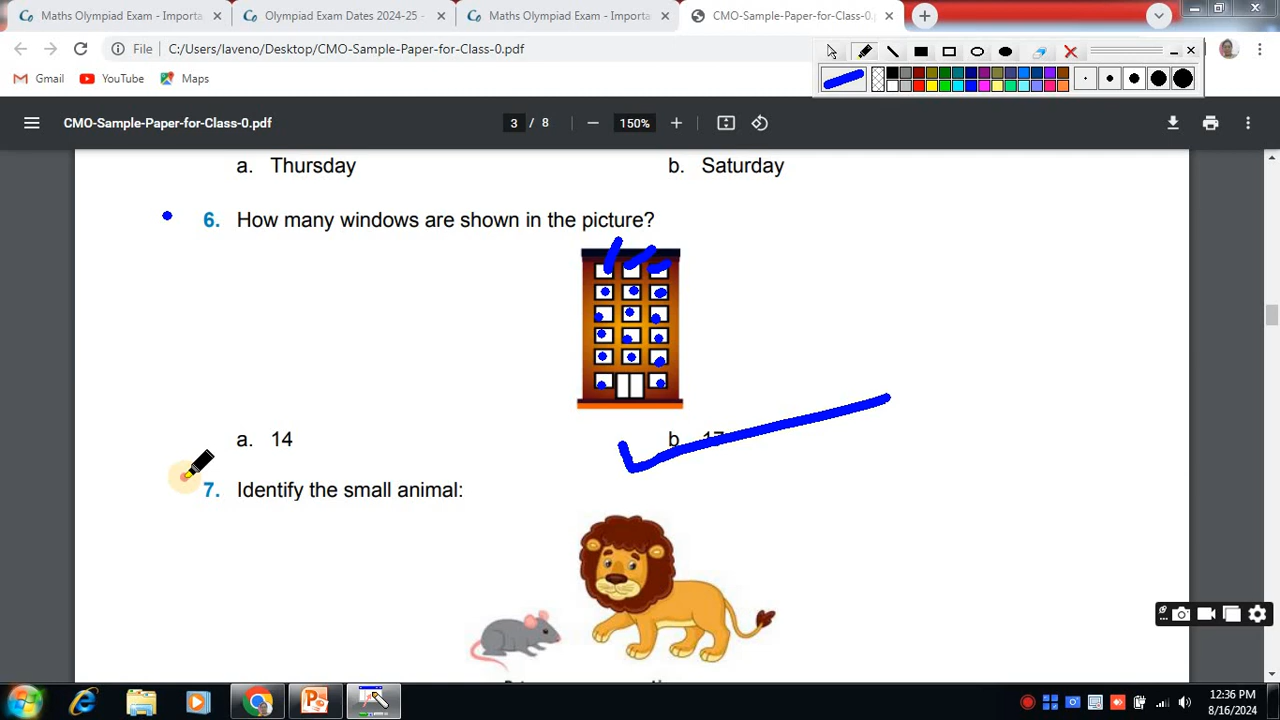 Maths Olympiad Exam - Importa
Olympiad Exam Dates 2024-25 -
Maths Olympiad Exam - Importa
CMO-Sample-Paper-for-Class-0.p
File
C:/Users/laveno/Desktop/CMO-Sample-Paper-for-Class-0.pdf
Gmail
YouTube
Maps
CMO-Sample-Paper-for-Class-0.pdf
3 / 8
150%
a. Thursday
b. Saturday
6. How many windows are shown in the picture?
a. 14
b. 17
7. Identify the small animal:
12:36 PM
8/16/2024